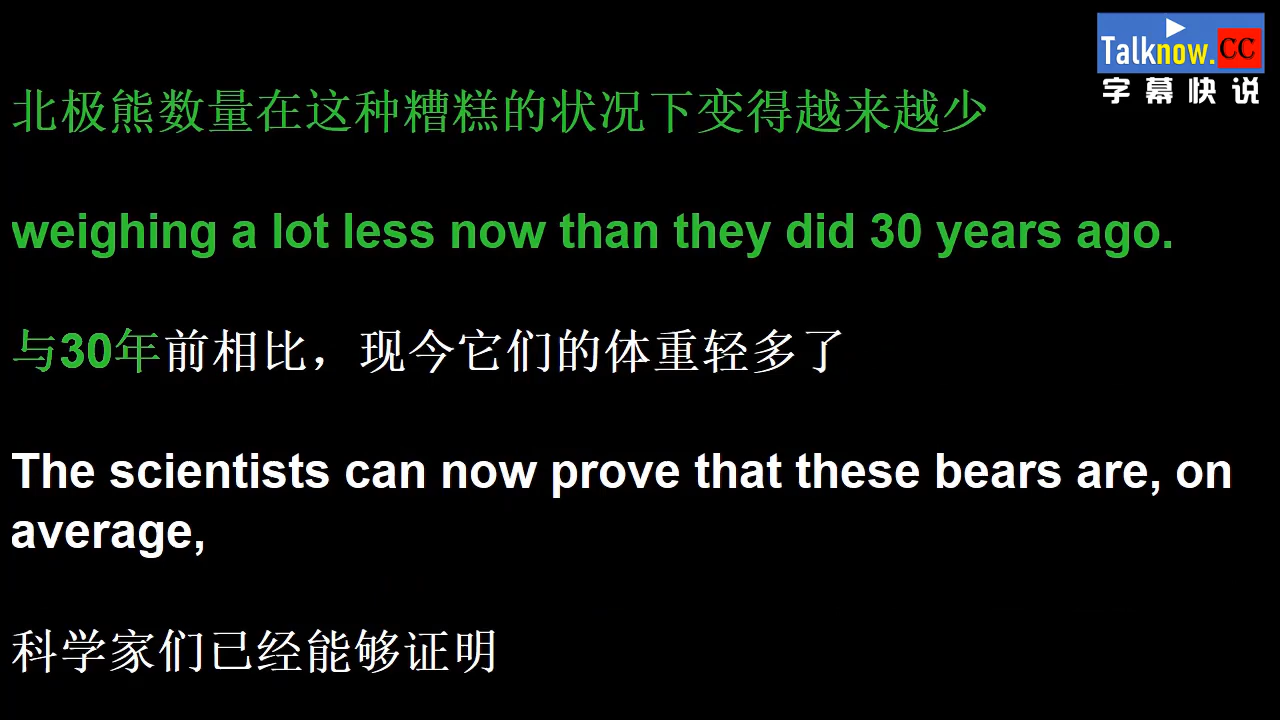 Talknow.CC
字幕快说
北极熊数量在这种糟糕的状况下变得越来越少
weighing a lot less now than they did 30 years ago.
与30年前相比，现今它们的体重轻多了
The scientists can now prove that these bears are, on
average,
科学家们已经能够证明